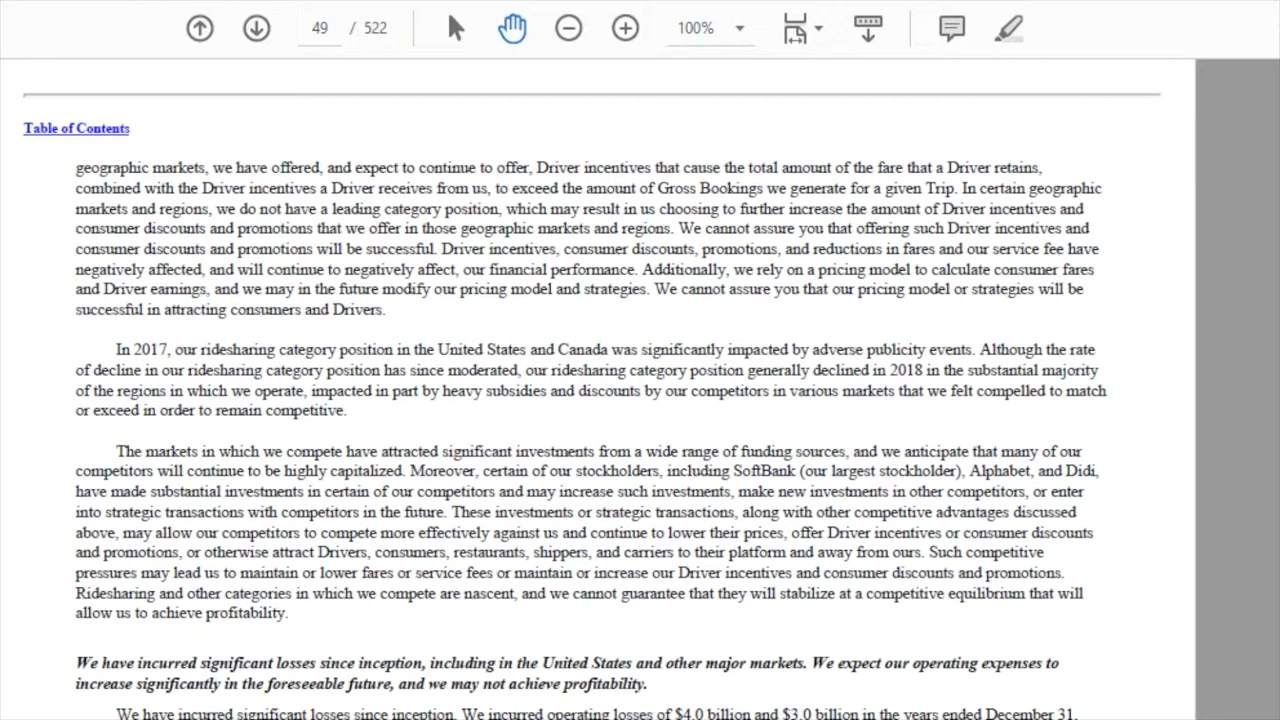 49 / 522 100%
Table of Contents
geographic markets, we have offered, and expect to continue to offer, Driver incentives that cause the total amount of the fare that a Driver retains,
combined with the Driver incentives a Driver receives from us, to exceed the amount of Gross Bookings we generate for a given Trip. In certain geographic
markets and regions, we do not have a leading category position, which may result in us choosing to further increase the amount of Driver incentives and
consumer discounts and promotions that we offer in those geographic markets and regions. We cannot assure you that offering such Driver incentives and
consumer discounts and promotions will be successful. Driver incentives, consumer discounts, promotions, and reductions in fares and our service fee have
negatively affected, and will continue to negatively affect, our financial performance. Additionally, we rely on a pricing model to calculate consumer fares
and Driver earnings, and we may in the future modify our pricing model and strategies. We cannot assure you that our pricing model or strategies will be
successful in attracting consumers and Drivers.
In 2017, our ridesharing category position in the United States and Canada was significantly impacted by adverse publicity events. Although the rate
of decline in our ridesharing category position has since moderated, our ridesharing category position generally declined in 2018 in the substantial majority
of the regions in which we operate, impacted in part by heavy subsidies and discounts by our competitors in various markets that we felt compelled to match
or exceed in order to remain competitive.
The markets in which we compete have attracted significant investments from a wide range of funding sources, and we anticipate that many of our
competitors will continue to be highly capitalized. Moreover, certain of our stockholders, including SoftBank (our largest stockholder), Alphabet, and Didi,
have made substantial investments in certain of our competitors and may increase such investments, make new investments in other competitors, or enter
into strategic transactions with competitors in the future. These investments or strategic transactions, along with other competitive advantages discussed
above, may allow our competitors to compete more effectively against us and continue to lower their prices, offer Driver incentives or consumer discounts
and promotions, or otherwise attract Drivers, consumers, restaurants, shippers, and carriers to their platform and away from ours. Such competitive
pressures may lead us to maintain or lower fares or service fees or maintain or increase our Driver incentives and consumer discounts and promotions.
Ridesharing and other categories in which we compete are nascent, and we cannot guarantee that they will stabilize at a competitive equilibrium that will
allow us to achieve profitability.
We have incurred significant losses since inception, including in the United States and other major markets. We expect our operating expenses to
increase significantly in the foreseeable future, and we may not achieve profitability.
We have incurred significant losses since inception. We incurred operating losses of $4.0 billion and $3.0 billion in the years ended December 31,